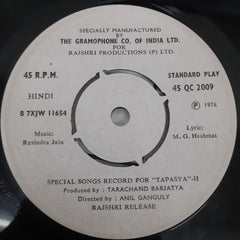 SPECIALLY MANUFACTURED
BY
THE GRAMOPHONE CO. OF INDIA LTD.
FOR
RAJSHRI PRODUCTIONS (P) LTD.
45 R.P.M.
STANDARD PLAY
45 QC 2009
HINDI
B 7XJW 11654
℗ 1976
Music:
Ravindra Jain
Lyric:
M. G. Hashmat
SPECIAL SONGS RECORD FOR "TAPASYA"-II
Produced by : TARACHAND BARJATYA
Directed by : ANIL GANGULY
RAJSHRI RELEASE